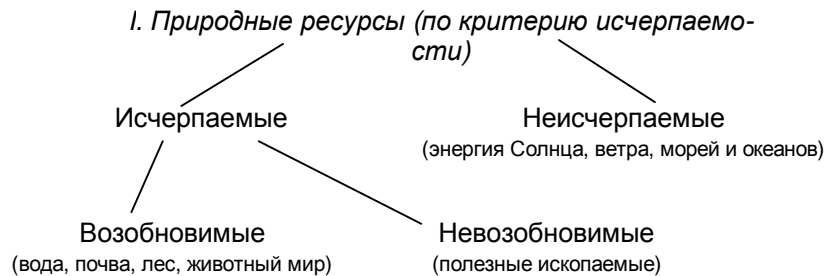 I. Природные ресурсы (по критерию исчерпаемо-
сти)
Исчерпаемые
Неисчерпаемые
(энергия Солнца, ветра, морей и океанов)
Возобновимые
(вода, почва, лес, животный мир)
Невозобновимые
(полезные ископаемые)